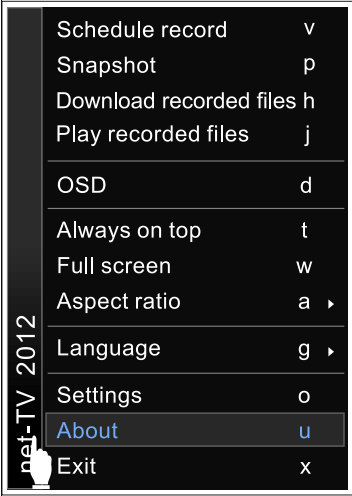 Schedule record v
Snapshot p
Download recorded files h
Play recorded files j
OSD d
Always on top t
Full screen w
Aspect ratio a
Language g
Settings o
About u
Exit x
net-TV 2012